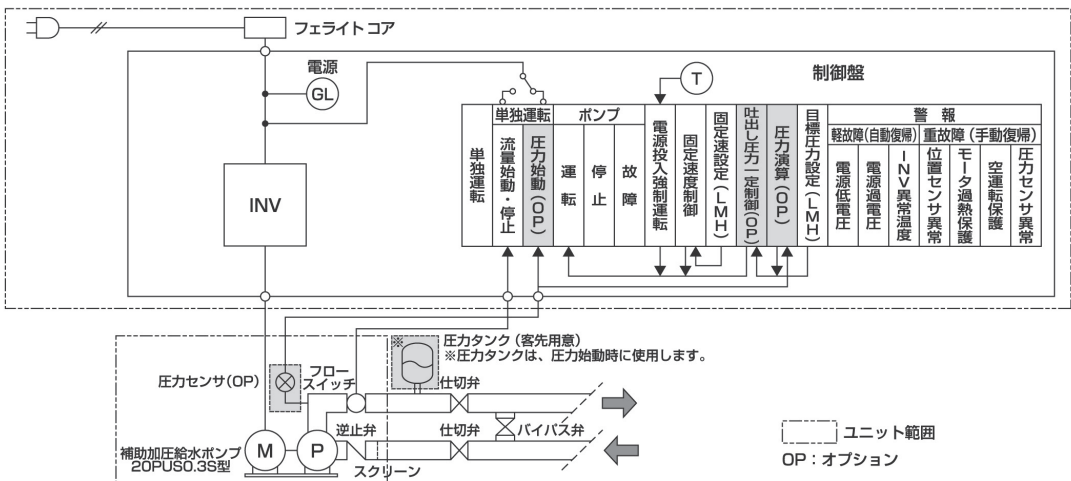 フェライトコア
電源
GL
制御盤
T
INV
単独運転
ポンプ
警 報
軽故障(自動復帰)
重故障(手動復帰)
単独運転
流量始動・停止
圧力始動(OP)
運転
停止
故障
電源投入強制運転
固定速度制御
固定速設定(LMH)
吐出し圧力一定制御(OP)
圧力演算(OP)
目標圧力設定(LMH)
電源低電圧
電源過電圧
INV異常温度
位置センサ異常
モータ過熱保護
空運転保護
圧力センサ異常
※
圧力タンク(客先用意)
※圧力タンクは、圧力始動時に使用します。
圧力センサ(OP)
フロー
スイッチ
仕切弁
逆止弁
仕切弁
バイパス弁
M
P
補助加圧給水ポンプ
20PUS0.3S型
スクリーン
ユニット範囲
OP:オプション